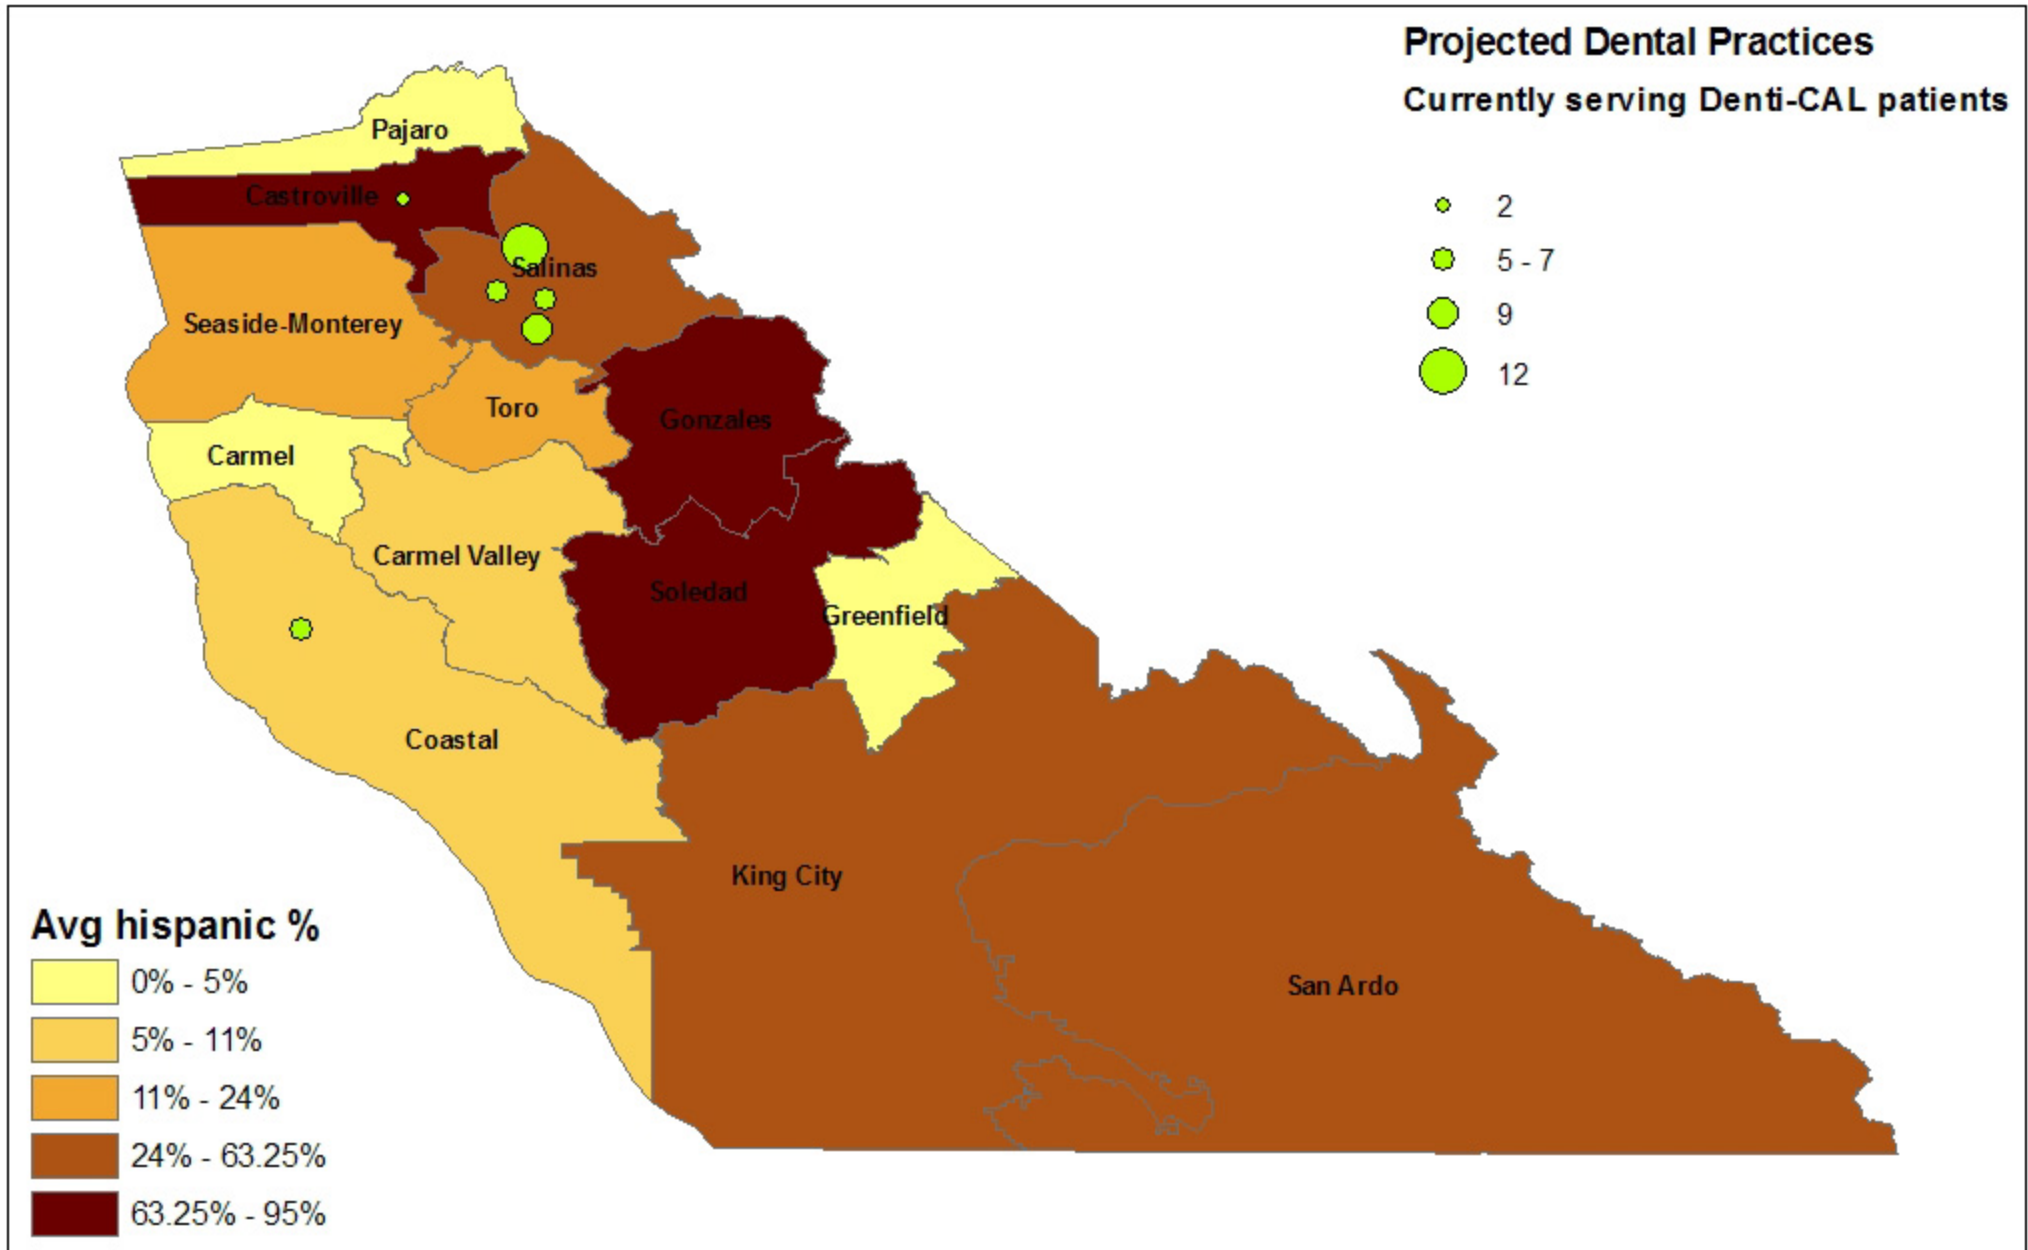 Projected Dental Practices
Currently serving Denti-CAL patients
2
5 - 7
9
12
Pajaro
Castroville
Salinas
Seaside-Monterey
Toro
Gonzales
Carmel
Carmel Valley
Soledad
Greenfield
Coastal
King City
San Ardo
Avg hispanic %
0% - 5%
5% - 11%
11% - 24%
24% - 63.25%
63.25% - 95%